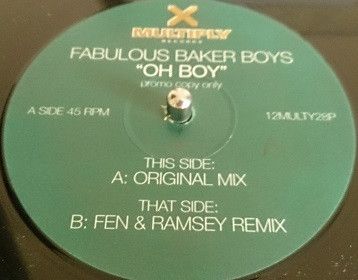 MULTIPLY
RECORDS
FABULOUS BAKER BOYS
"OH BOY"
promo copy only
A SIDE 45 RPM
12MULTY28P
THIS SIDE:
A: ORIGINAL MIX
THAT SIDE:
B: FEN & RAMSEY REMIX